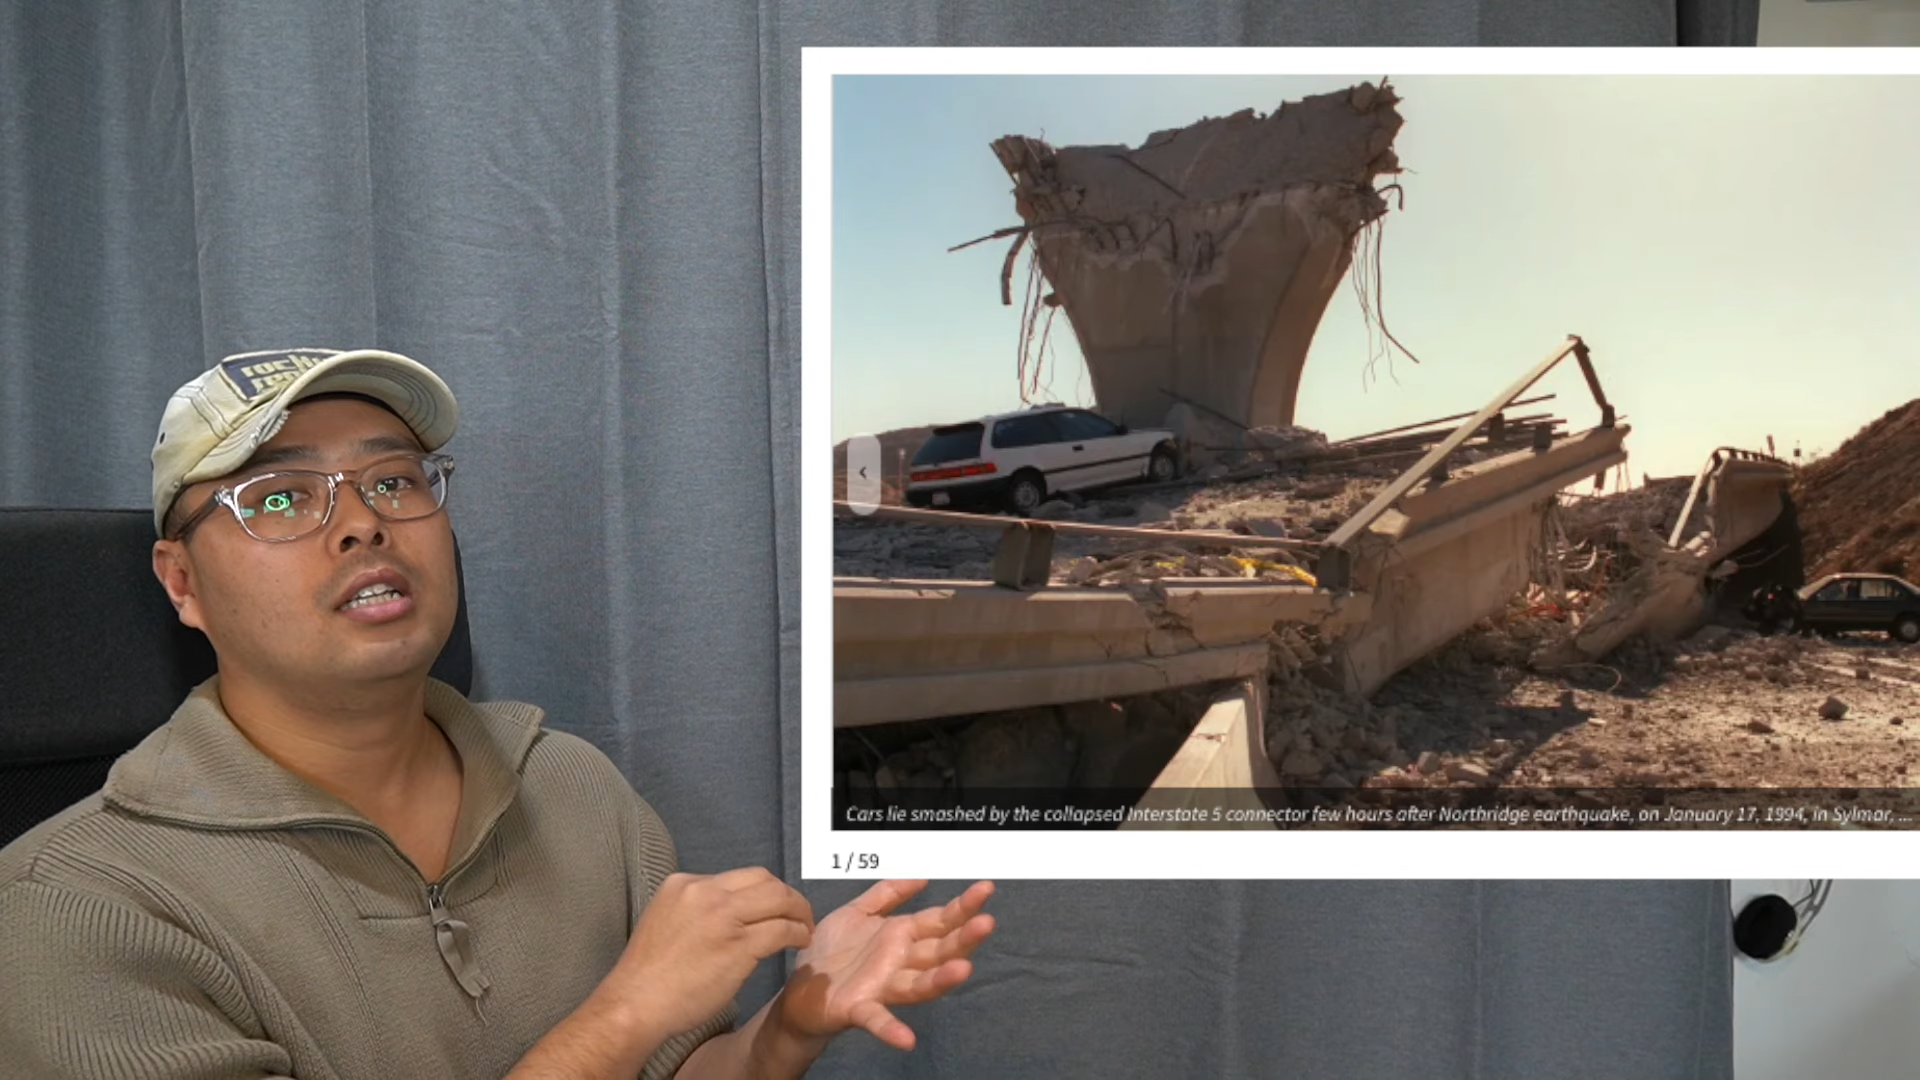 Cars lie smashed by the collapsed Interstate 5 connector few hours after Northridge earthquake, on January 17, 1994, in Sylmar, ...
1 / 59